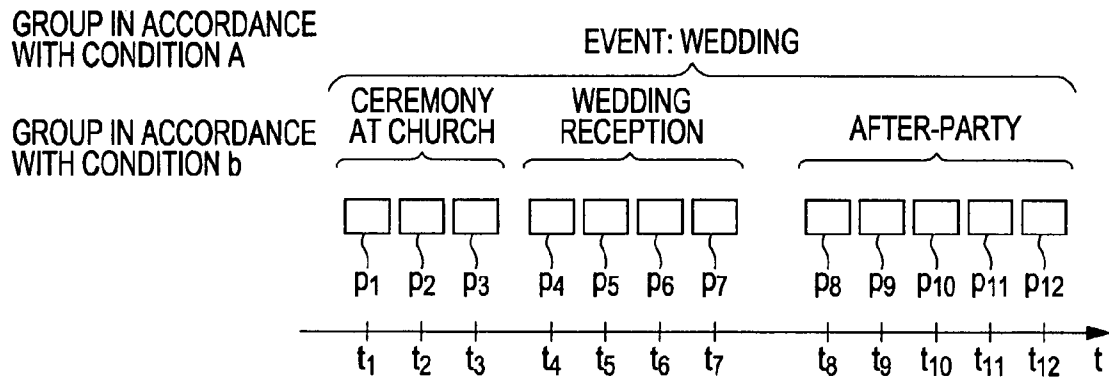 GROUP IN ACCORDANCE
WITH CONDITION A
EVENT: WEDDING
GROUP IN ACCORDANCE
WITH CONDITION b
CEREMONY
AT CHURCH
WEDDING
RECEPTION
AFTER-PARTY
p1 p2 p3 p4 p5 p6 p7 p8 p9 p10 p11 p12
t1 t2 t3 t4 t5 t6 t7 t8 t9 t10 t11 t12 t